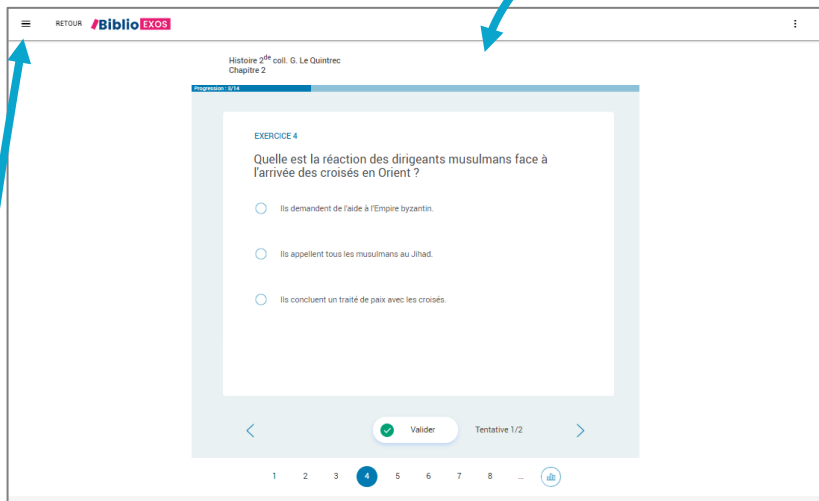 RETOUR /Biblio EXOS
Histoire 2de coll. G. Le Quintrec
Chapitre 2
Progression : 3/14
EXERCICE 4
Quelle est la réaction des dirigeants musulmans face à
l'arrivée des croisés en Orient ?
Ils demandent de l'aide à l'Empire byzantin.
Ils appellent tous les musulmans au Jihad.
Ils concluent un traité de paix avec les croisés.
Valider Tentative 1/2
1 2 3 4 5 6 7 8 ...